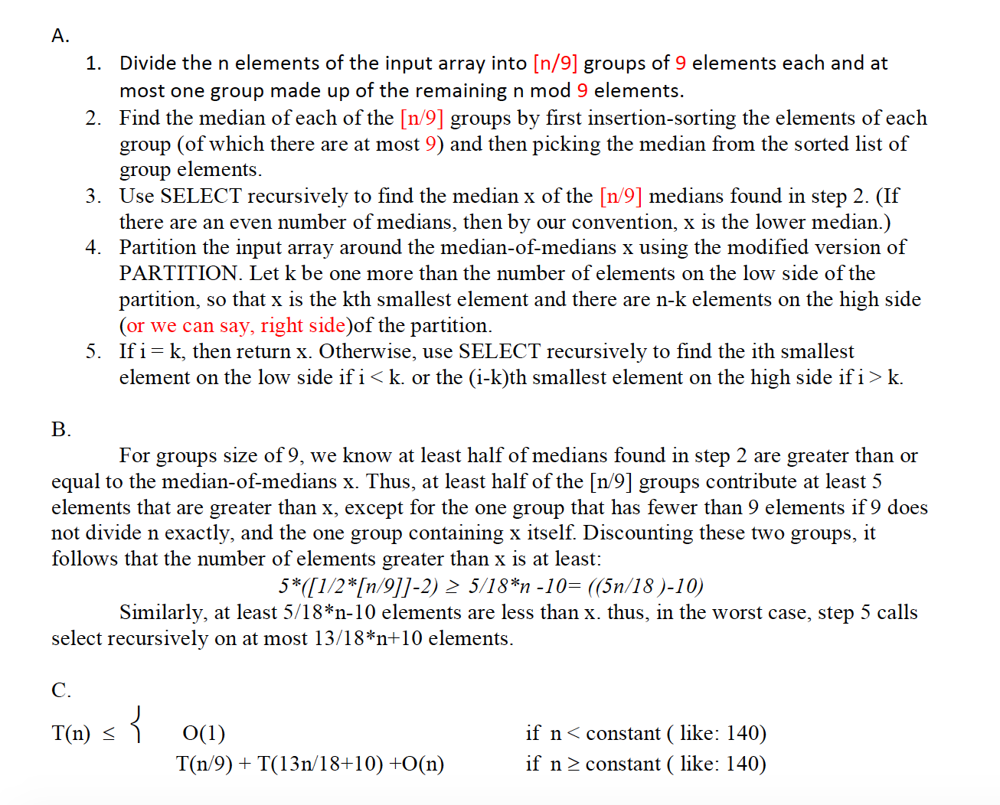 A.
1. Divide the n elements of the input array into [n/9] groups of 9 elements each and at
most one group made up of the remaining n mod 9 elements.
2. Find the median of each of the [n/9] groups by first insertion-sorting the elements of each
group (of which there are at most 9) and then picking the median from the sorted list of
group elements.
3. Use SELECT recursively to find the median x of the [n/9] medians found in step 2. (If
there are an even number of medians, then by our convention, x is the lower median.)
4. Partition the input array around the median-of-medians x using the modified version of
PARTITION. Let k be one more than the number of elements on the low side of the
partition, so that x is the kth smallest element and there are n-k elements on the high side
(or we can say, right side)of the partition.
5. If i = k, then return x. Otherwise, use SELECT recursively to find the ith smallest
element on the low side if i < k. or the (i-k)th smallest element on the high side if i > k.
B.
For groups size of 9, we know at least half of medians found in step 2 are greater than or
equal to the median-of-medians x. Thus, at least half of the [n/9] groups contribute at least 5
elements that are greater than x, except for the one group that has fewer than 9 elements if 9 does
not divide n exactly, and the one group containing x itself. Discounting these two groups, it
follows that the number of elements greater than x is at least:
5*([1/2*[n/9]]-2) ≥ 5/18*n -10= ((5n/18 )-10)
Similarly, at least 5/18*n-10 elements are less than x. thus, in the worst case, step 5 calls
select recursively on at most 13/18*n+10 elements.
C.
T(n) ≤ { O(1) if n < constant ( like: 140)
T(n/9) + T(13n/18+10) +O(n) if n ≥ constant ( like: 140)